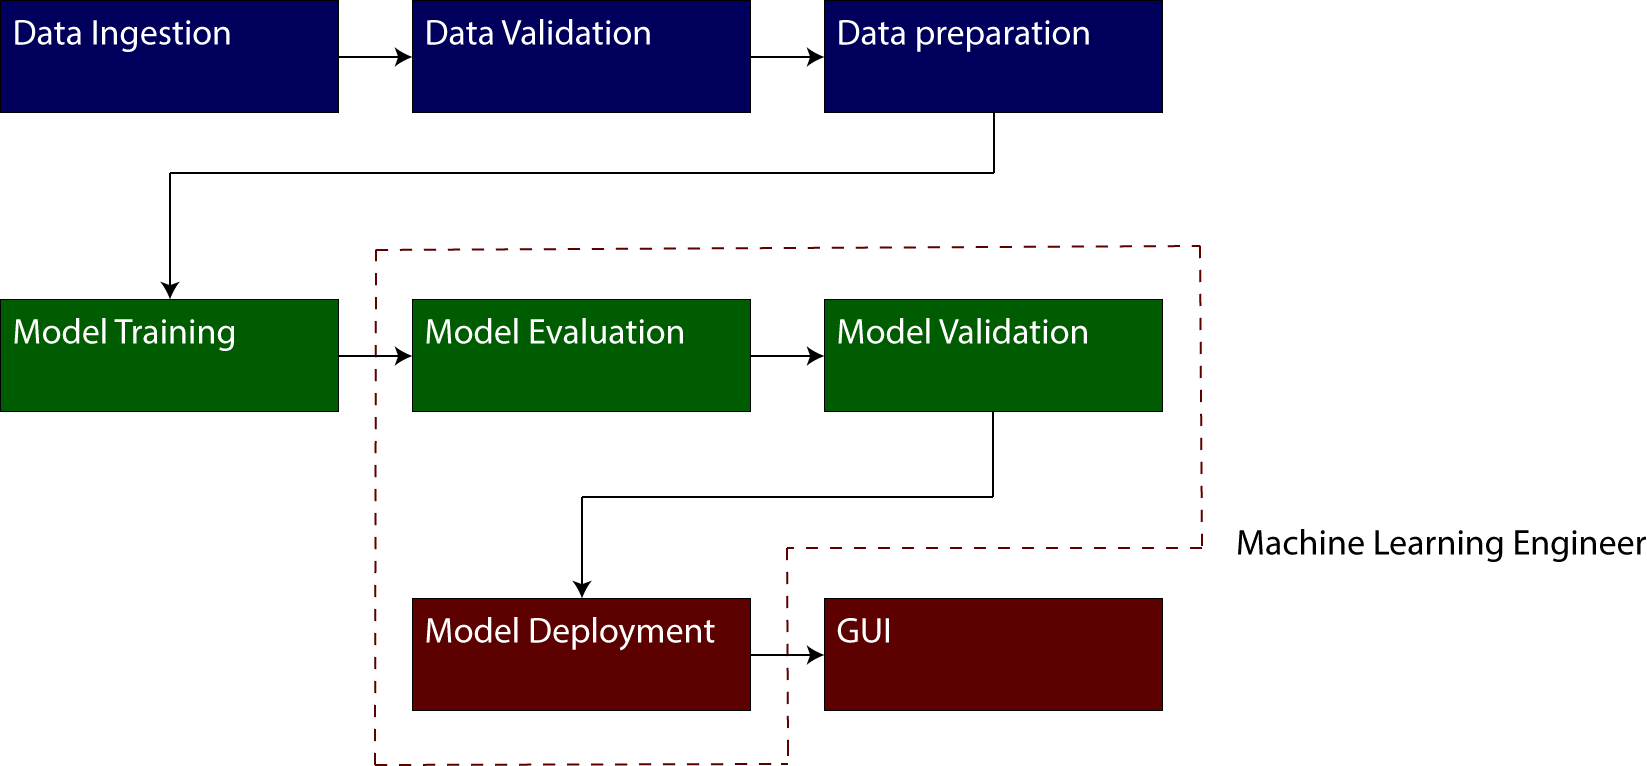 Data Ingestion
Data Validation
Data preparation
Model Training
Model Evaluation
Model Validation
Machine Learning Engineer
Model Deployment
GUI